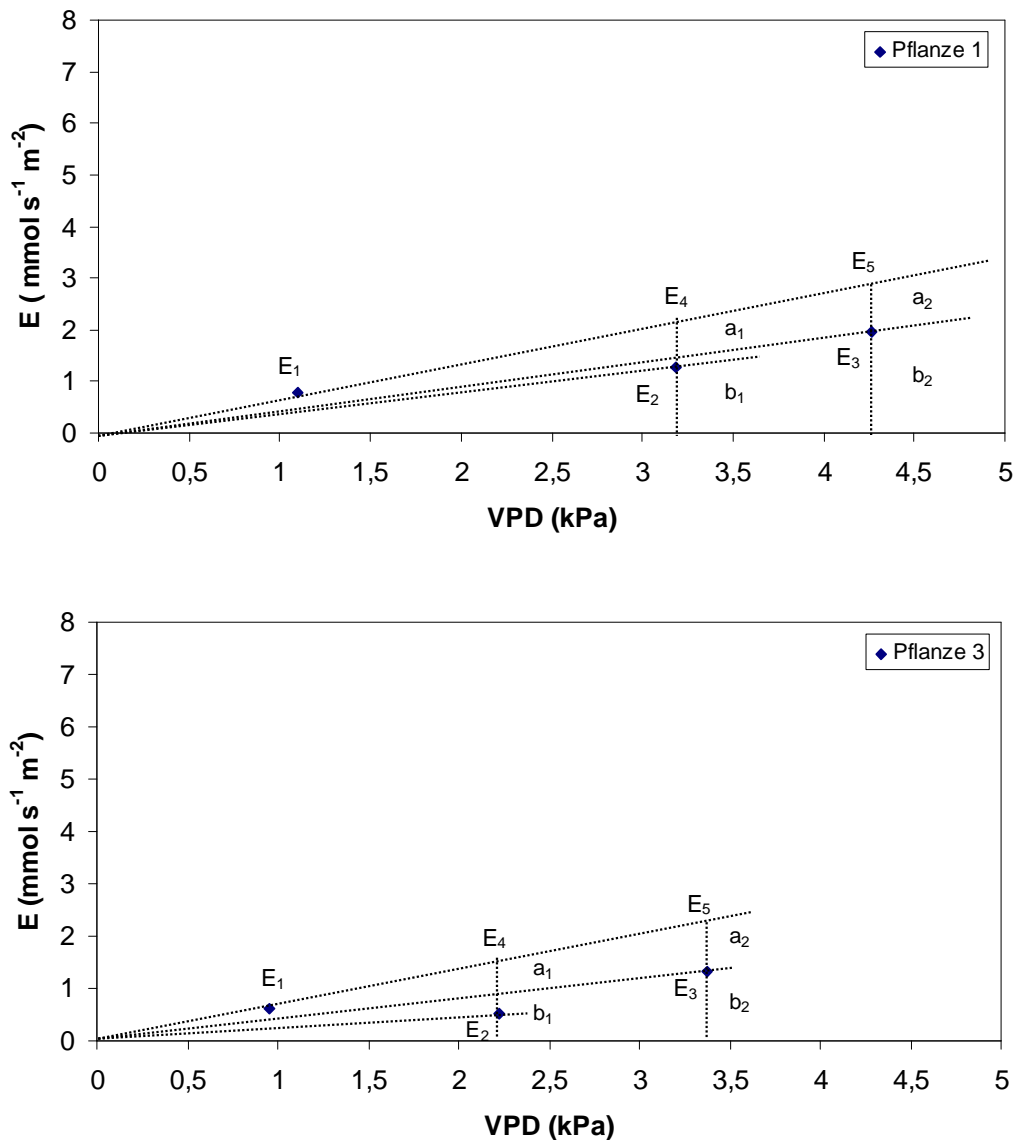 8
Pflanze 1
7
6
5
4
E5
3
E4
a2
2
a1
E1
E3
1
E2
b1
b2
0
E ( mmol s-1 m-2)
0 0,5 1 1,5 2 2,5 3 3,5 4 4,5 5
VPD (kPa)
8
Pflanze 3
7
6
5
4
3
E5
2
E4
a2
a1
E1
1
E3
b2
b1
E2
0
E (mmol s-1 m-2)
0 0,5 1 1,5 2 2,5 3 3,5 4 4,5 5
VPD (kPa)